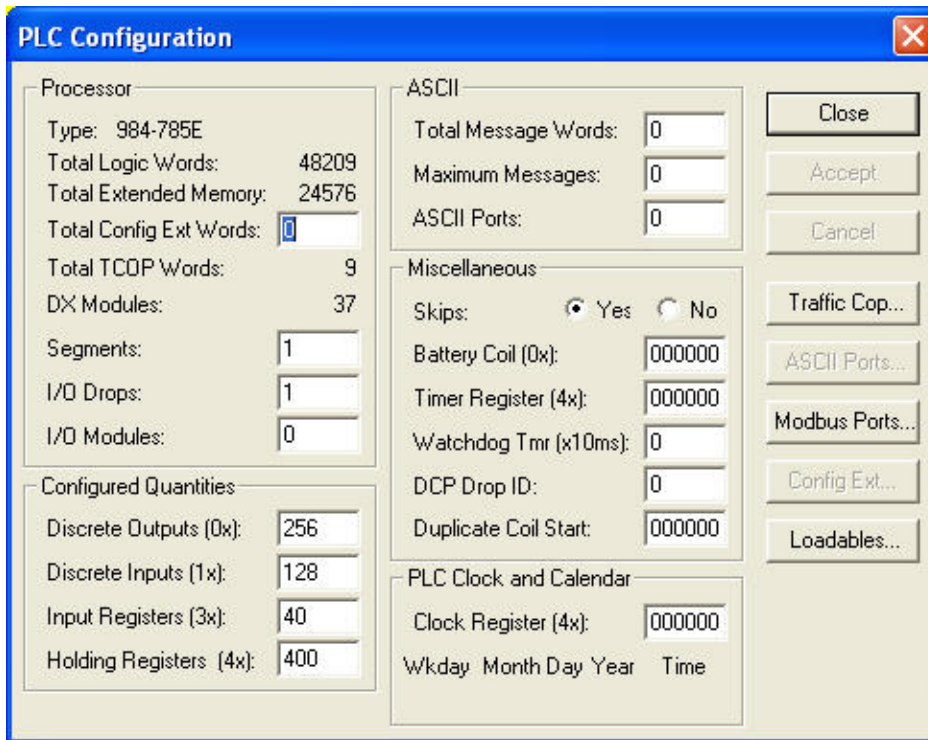 PLC Configuration
Processor
Type: 984-785E
Total Logic Words: 48209
Total Extended Memory: 24576
Total Config Ext Words: 0
Total TCOP Words: 9
DX Modules: 37
Segments: 1
I/O Drops: 1
I/O Modules: 0
Configured Quantities
Discrete Outputs (0x): 256
Discrete Inputs (1x): 128
Input Registers (3x): 40
Holding Registers (4x): 400
ASCII
Total Message Words: 0
Maximum Messages: 0
ASCII Ports: 0
Miscellaneous
Skips: Yes No
Battery Coil (0x): 000000
Timer Register (4x): 000000
Watchdog Tmr (x10ms): 0
DCP Drop ID: 0
Duplicate Coil Start: 000000
PLC Clock and Calendar
Clock Register (4x): 000000
Wkday Month Day Year Time
Close
Accept
Cancel
Traffic Cop...
ASCII Ports...
Modbus Ports...
Config Ext...
Loadables...